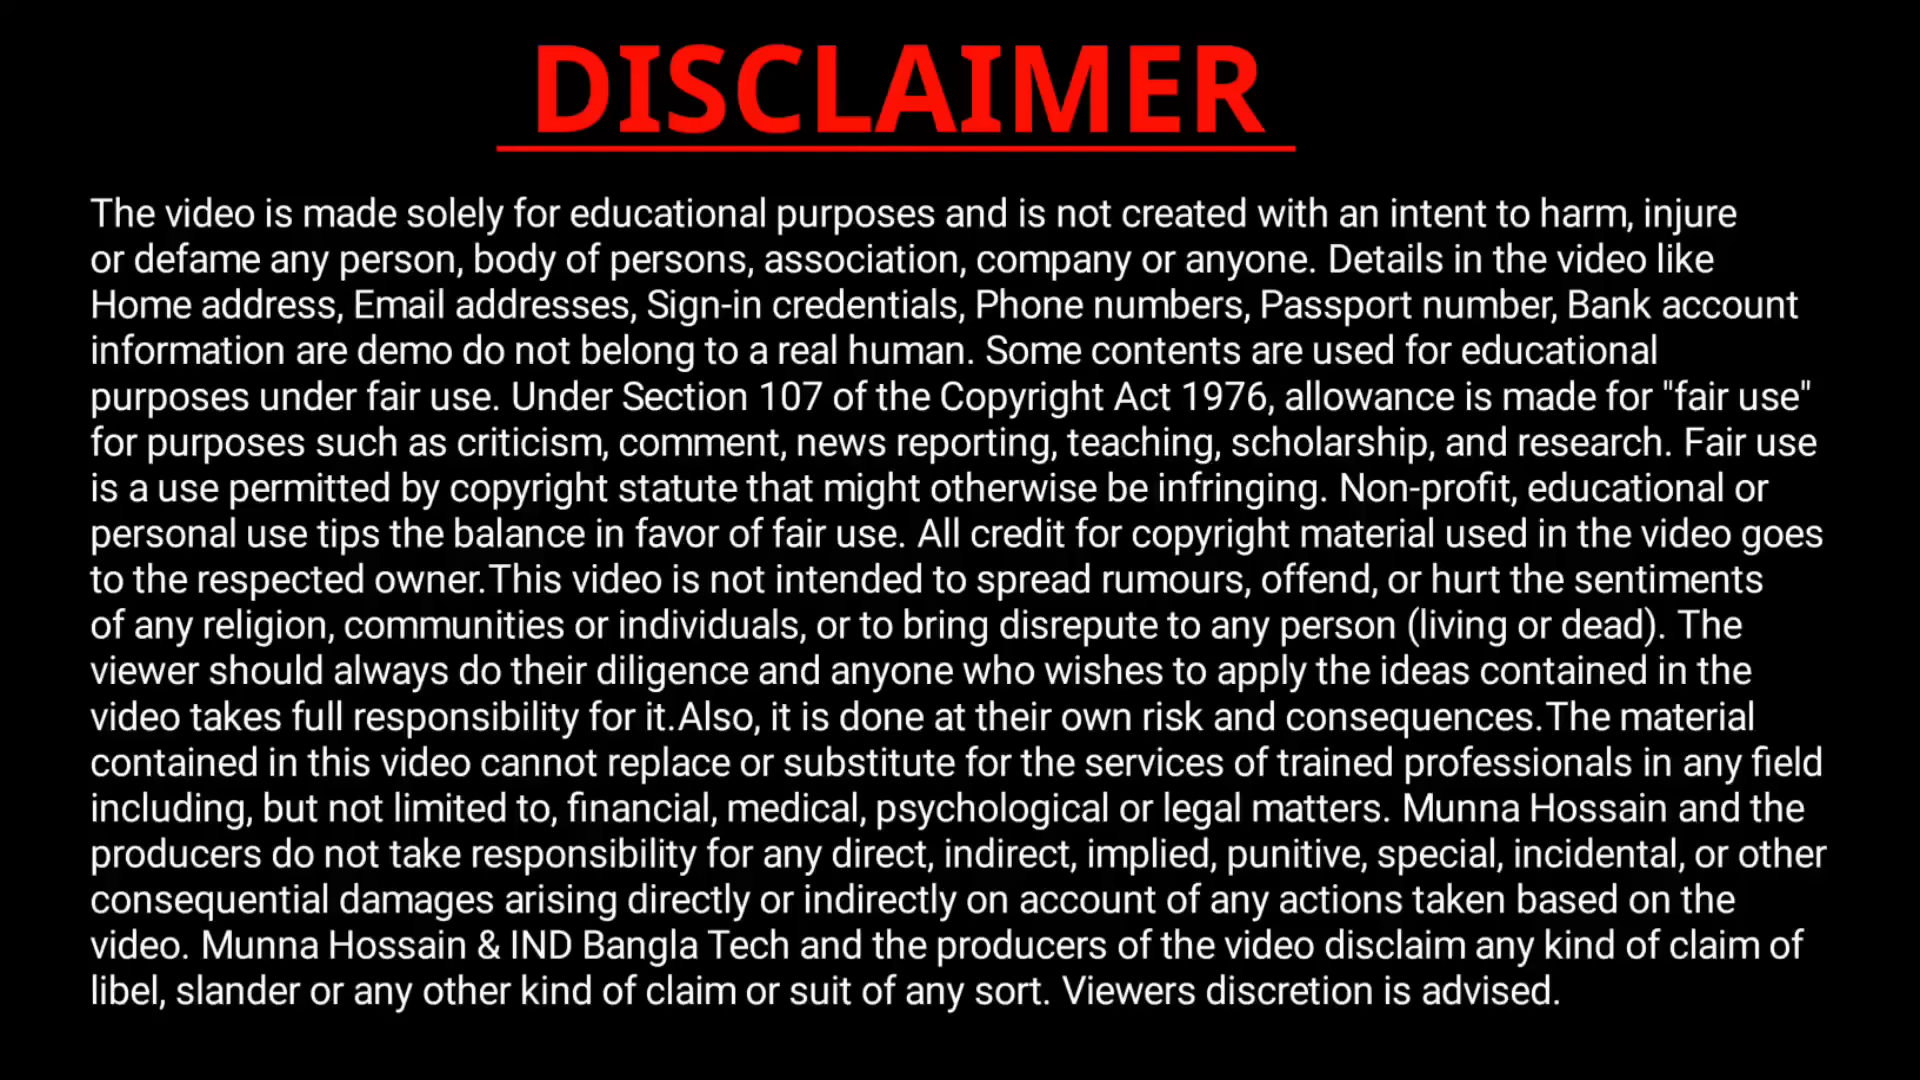 DISCLAIMER
The video is made solely for educational purposes and is not created with an intent to harm, injure
or defame any person, body of persons, association, company or anyone. Details in the video like
Home address, Email addresses, Sign-in credentials, Phone numbers, Passport number, Bank account
information are demo do not belong to a real human. Some contents are used for educational
purposes under fair use. Under Section 107 of the Copyright Act 1976, allowance is made for "fair use"
for purposes such as criticism, comment, news reporting, teaching, scholarship, and research. Fair use
is a use permitted by copyright statute that might otherwise be infringing. Non-profit, educational or
personal use tips the balance in favor of fair use. All credit for copyright material used in the video goes
to the respected owner.This video is not intended to spread rumours, offend, or hurt the sentiments
of any religion, communities or individuals, or to bring disrepute to any person (living or dead). The
viewer should always do their diligence and anyone who wishes to apply the ideas contained in the
video takes full responsibility for it.Also, it is done at their own risk and consequences.The material
contained in this video cannot replace or substitute for the services of trained professionals in any field
including, but not limited to, financial, medical, psychological or legal matters. Munna Hossain and the
producers do not take responsibility for any direct, indirect, implied, punitive, special, incidental, or other
consequential damages arising directly or indirectly on account of any actions taken based on the
video. Munna Hossain & IND Bangla Tech and the producers of the video disclaim any kind of claim of
libel, slander or any other kind of claim or suit of any sort. Viewers discretion is advised.